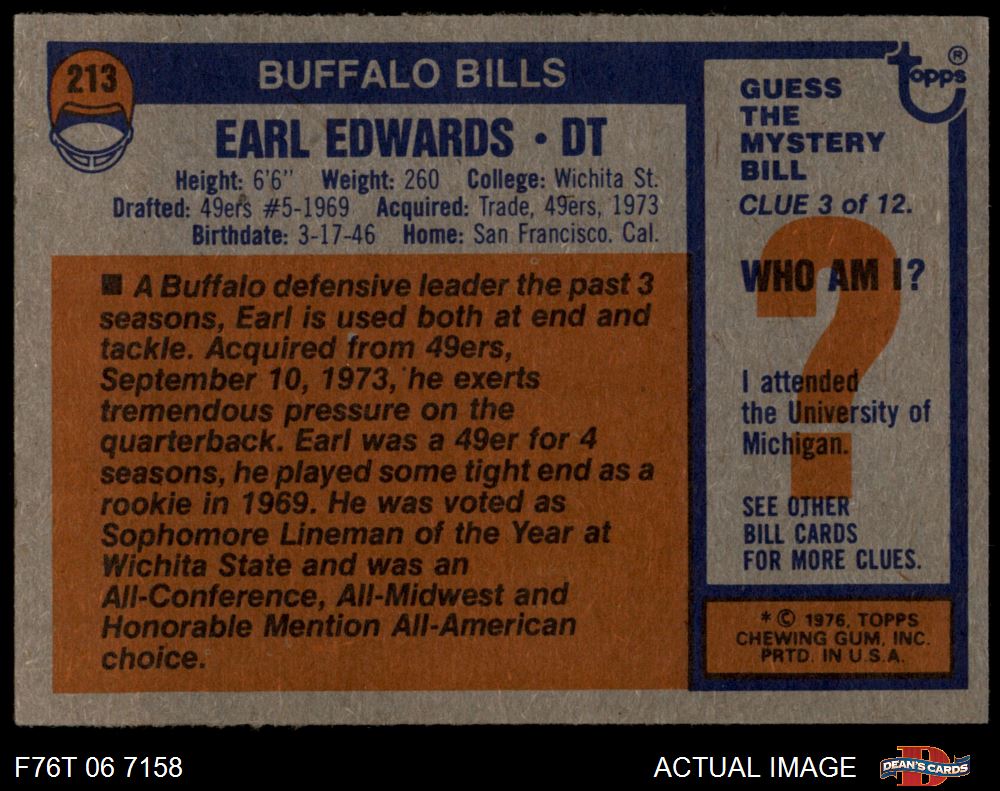 213
BUFFALO BILLS
EARL EDWARDS • DT
Height: 6'6" Weight: 260 College: Wichita St.
Drafted: 49ers #5-1969 Acquired: Trade, 49ers, 1973
Birthdate: 3-17-46 Home: San Francisco. Cal.
■ A Buffalo defensive leader the past 3
seasons, Earl is used both at end and
tackle. Acquired from 49ers,
September 10, 1973, he exerts
tremendous pressure on the
quarterback. Earl was a 49er for 4
seasons, he played some tight end as a
rookie in 1969. He was voted as
Sophomore Lineman of the Year at
Wichita State and was an
All-Conference, All-Midwest and
Honorable Mention All-American
choice.
topps ®
GUESS
THE
MYSTERY
BILL
CLUE 3 of 12.
WHO AM I?
?
I attended
the University of
Michigan.
SEE OTHER
BILL CARDS
FOR MORE CLUES.
* © 1976, TOPPS
CHEWING GUM, INC.
PRTD. IN U.S.A.
F76T 06 7158
ACTUAL IMAGE
D
DEAN'S CARDS